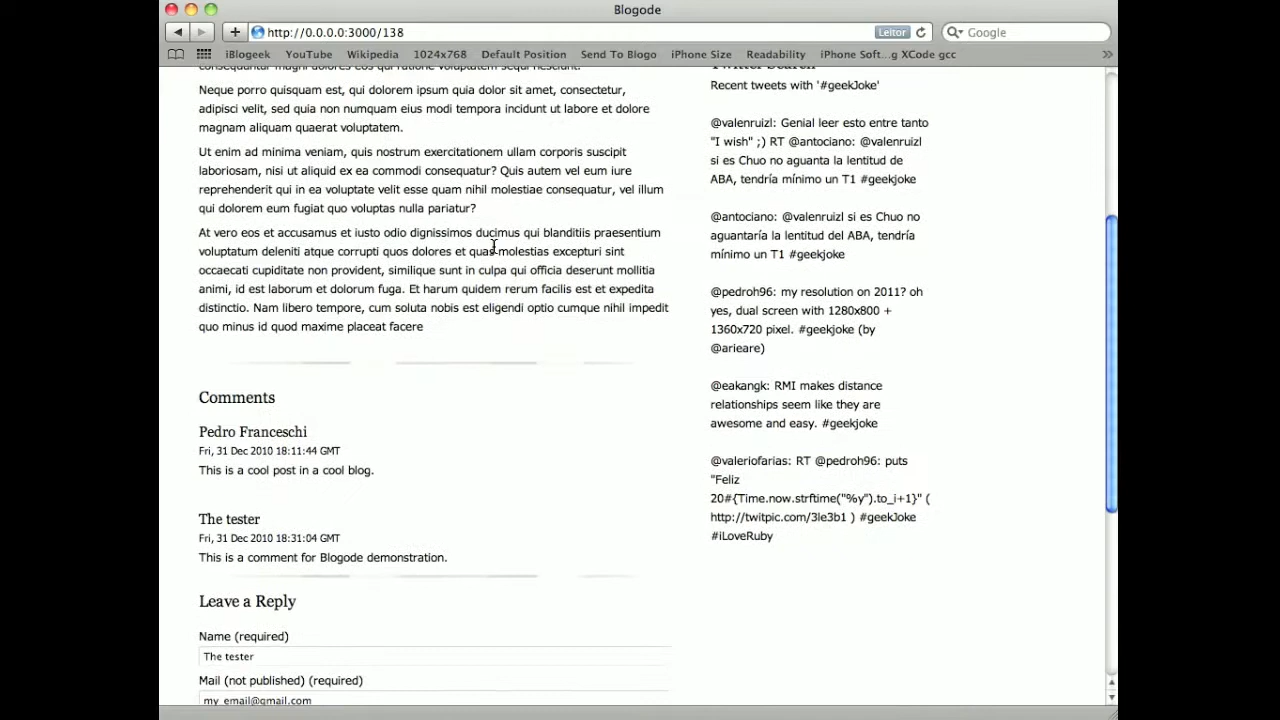 Blogode
http://0.0.0.0:3000/138
Leitor
Google
iBlogeek YouTube Wikipedia 1024x768 Default Position Send To Blogo iPhone Size Readability iPhone Soft...g XCode gcc
consequuntur magni dolores eos qui ratione voluptatem sequi nesciunt.
Neque porro quisquam est, qui dolorem ipsum quia dolor sit amet, consectetur,
adipisci velit, sed quia non numquam eius modi tempora incidunt ut labore et dolore
magnam aliquam quaerat voluptatem.
Ut enim ad minima veniam, quis nostrum exercitationem ullam corporis suscipit
laboriosam, nisi ut aliquid ex ea commodi consequatur? Quis autem vel eum iure
reprehenderit qui in ea voluptate velit esse quam nihil molestiae consequatur, vel illum
qui dolorem eum fugiat quo voluptas nulla pariatur?
At vero eos et accusamus et iusto odio dignissimos ducimus qui blanditiis praesentium
voluptatum deleniti atque corrupti quos dolores et quas molestias excepturi sint
occaecati cupiditate non provident, similique sunt in culpa qui officia deserunt mollitia
animi, id est laborum et dolorum fuga. Et harum quidem rerum facilis est et expedita
distinctio. Nam libero tempore, cum soluta nobis est eligendi optio cumque nihil impedit
quo minus id quod maxime placeat facere
Comments
Pedro Franceschi
Fri, 31 Dec 2010 18:11:44 GMT
This is a cool post in a cool blog.
The tester
Fri, 31 Dec 2010 18:31:04 GMT
This is a comment for Blogode demonstration.
Leave a Reply
Name (required)
The tester
Mail (not published) (required)
my_email@gmail.com
Twitter Search
Recent tweets with '#geekJoke'
@valenruizl: Genial leer esto entre tanto
"I wish" ;) RT @antociano: @valenruizl
si es Chuo no aguanta la lentitud de
ABA, tendría mínimo un T1 #geekjoke
@antociano: @valenruizl si es Chuo no
aguantaría la lentitud del ABA, tendría
mínimo un T1 #geekjoke
@pedroh96: my resolution on 2011? oh
yes, dual screen with 1280x800 +
1360x720 pixel. #geekjoke (by
@arieare)
@eakangk: RMI makes distance
relationships seem like they are
awesome and easy. #geekjoke
@valeriofarias: RT @pedroh96: puts
"Feliz
20#{Time.now.strftime("%y").to_i+1}" (
http://twitpic.com/3le3b1 ) #geekJoke
#iLoveRuby